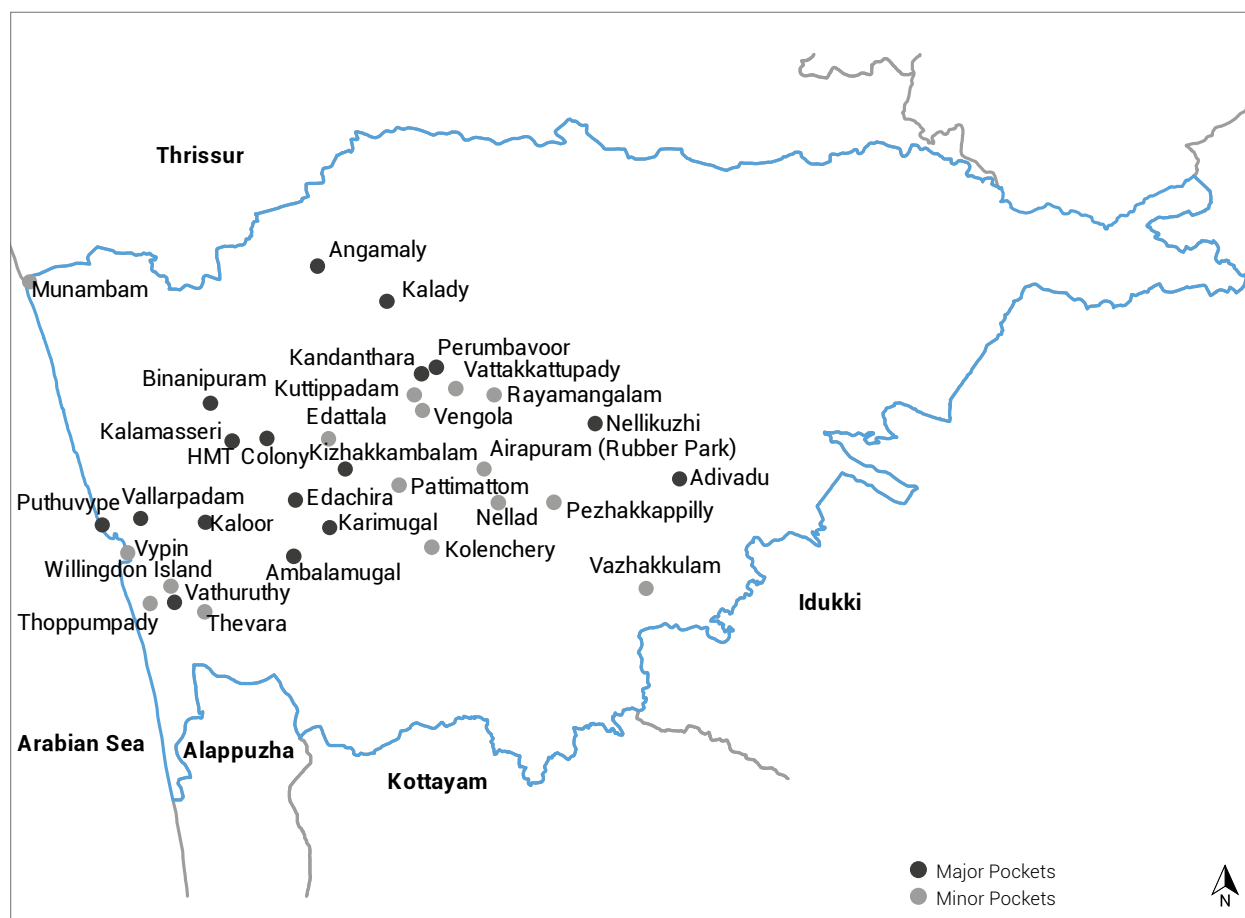 Thrissur
Angamaly
Munambam
Kalady
Perumbavoor
Kandanthara
Vattakkattupady
Binanipuram
Kuttippadam
Rayamangalam
Edattala
Vengola
Nellikuzhi
Kalamasseri
HMT Colony
Kizhakkambalam
Airapuram (Rubber Park)
Adivadu
Pattimattom
Puthuvype
Vallarpadam
Edachira
Nellad
Pezhakkappilly
Kaloor
Karimugal
Vypin
Kolenchery
Willingdon Island
Ambalamugal
Vazhakkulam
Vathuruthy
Idukki
Thoppumpady
Thevara
Arabian Sea
Alappuzha
Kottayam
Major Pockets
Minor Pockets
N